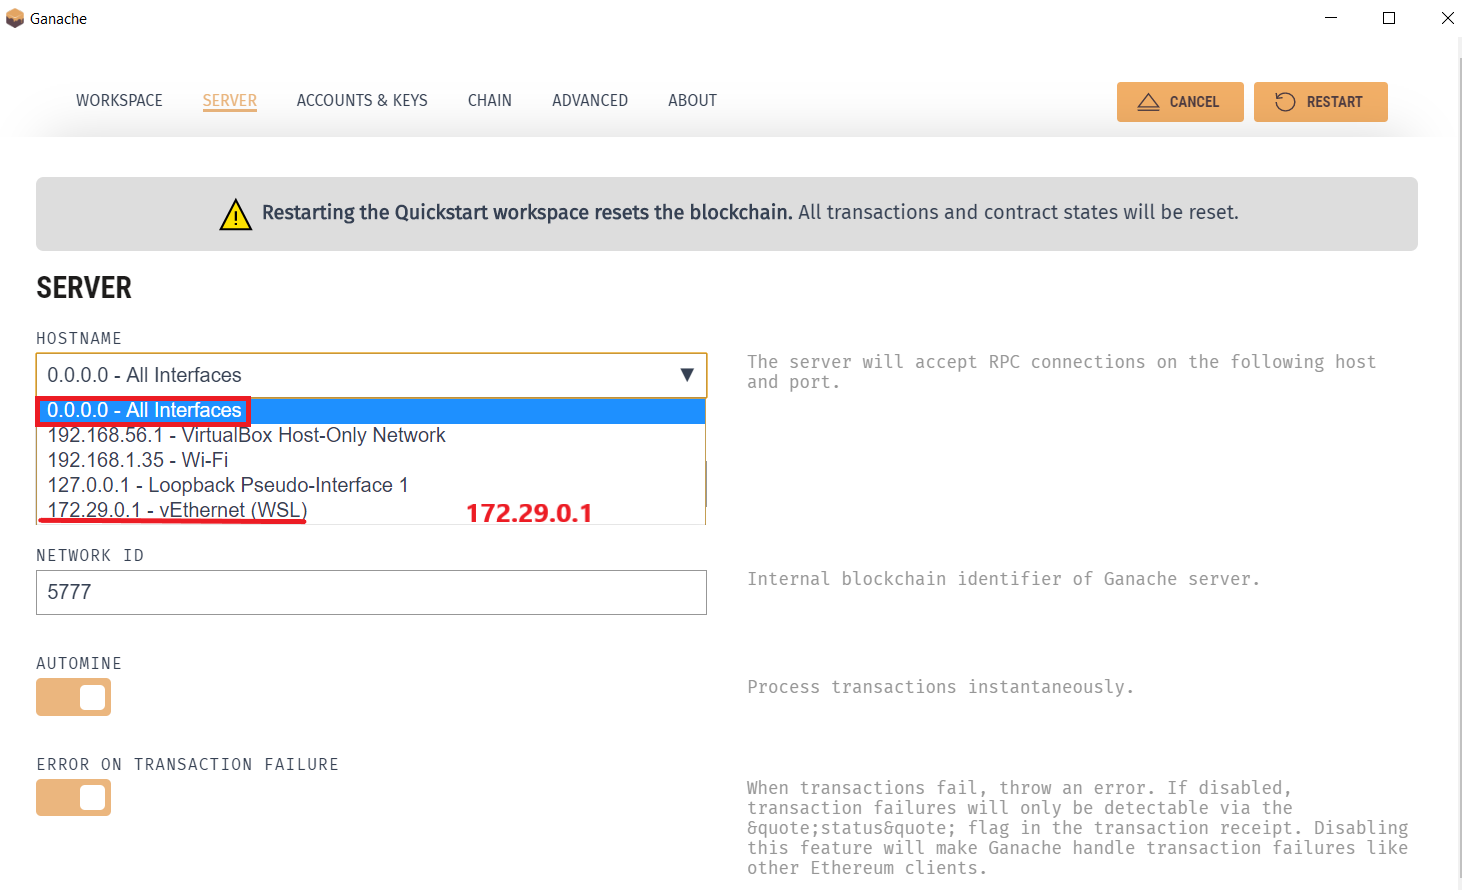 Ganache
WORKSPACE SERVER ACCOUNTS & KEYS CHAIN ADVANCED ABOUT CANCEL RESTART
Restarting the Quickstart workspace resets the blockchain. All transactions and contract states will be reset.
SERVER
HOSTNAME
0.0.0.0 - All Interfaces
The server will accept RPC connections on the following host
and port.
0.0.0.0 - All Interfaces
192.168.56.1 - VirtualBox Host-Only Network
192.168.1.35 - Wi-Fi
127.0.0.1 - Loopback Pseudo-Interface 1
172.29.0.1 - vEthernet (WSL)
172.29.0.1
NETWORK ID
5777
Internal blockchain identifier of Ganache server.
AUTOMINE
Process transactions instantaneously.
ERROR ON TRANSACTION FAILURE
When transactions fail, throw an error. If disabled,
transaction failures will only be detectable via the
&quote;status&quote; flag in the transaction receipt. Disabling
this feature will make Ganache handle transaction failures like
other Ethereum clients.